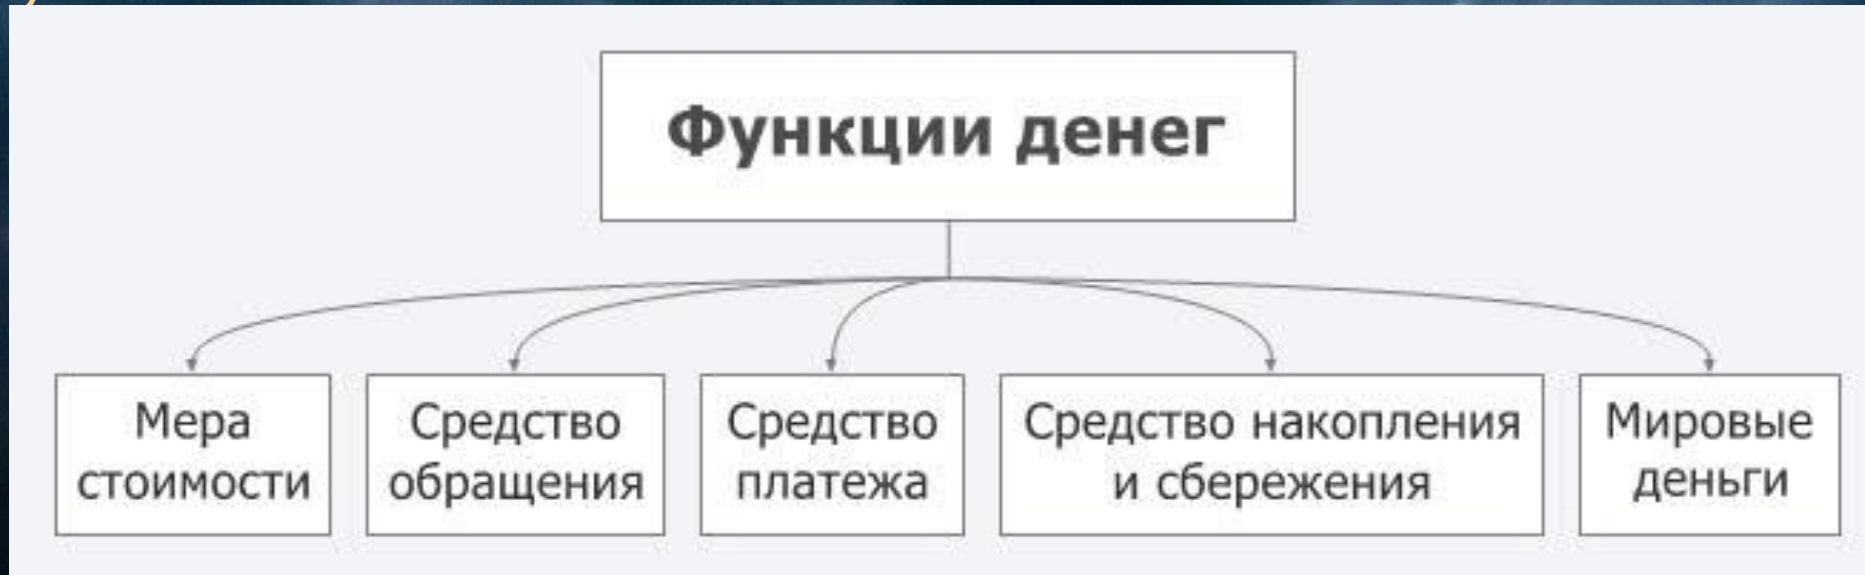 Функции денег
Мера
стоимости
Средство
обращения
Средство
платежа
Средство накопления
и сбережения
Мировые
деньги